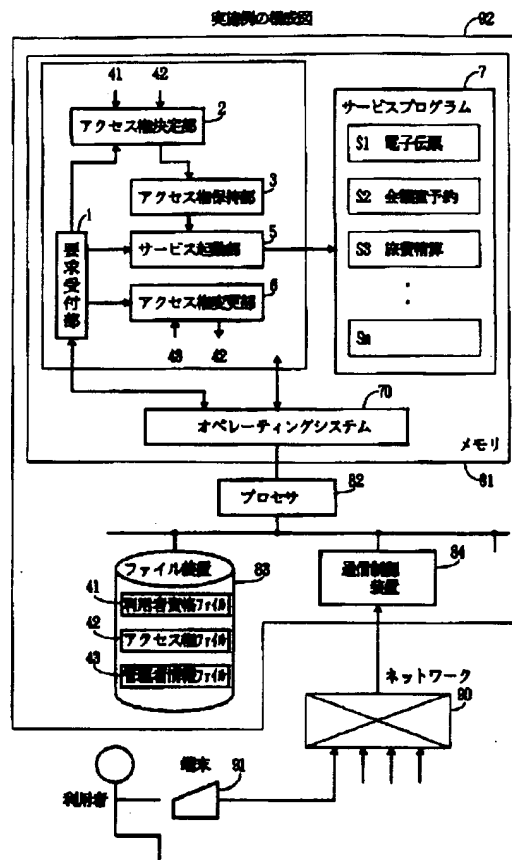 実施例の構成図
92
41
42
アクセス権決定部
2
7
サービスプログラム
S1 電子伝票
S2 会議室予約
S3 旅費精算
Sn
3
アクセス権保持部
1
要求受付部
5
サービス起動部
6
アクセス権変更部
43
42
70
オペレーティングシステム
メモリ
81
82
プロセサ
ファイル装置
83
84
通信制御
装置
41
利用者資格ファイル
42
アクセス権ファイル
43
管理者情報ファイル
ネットワーク
90
利用者
端末
91